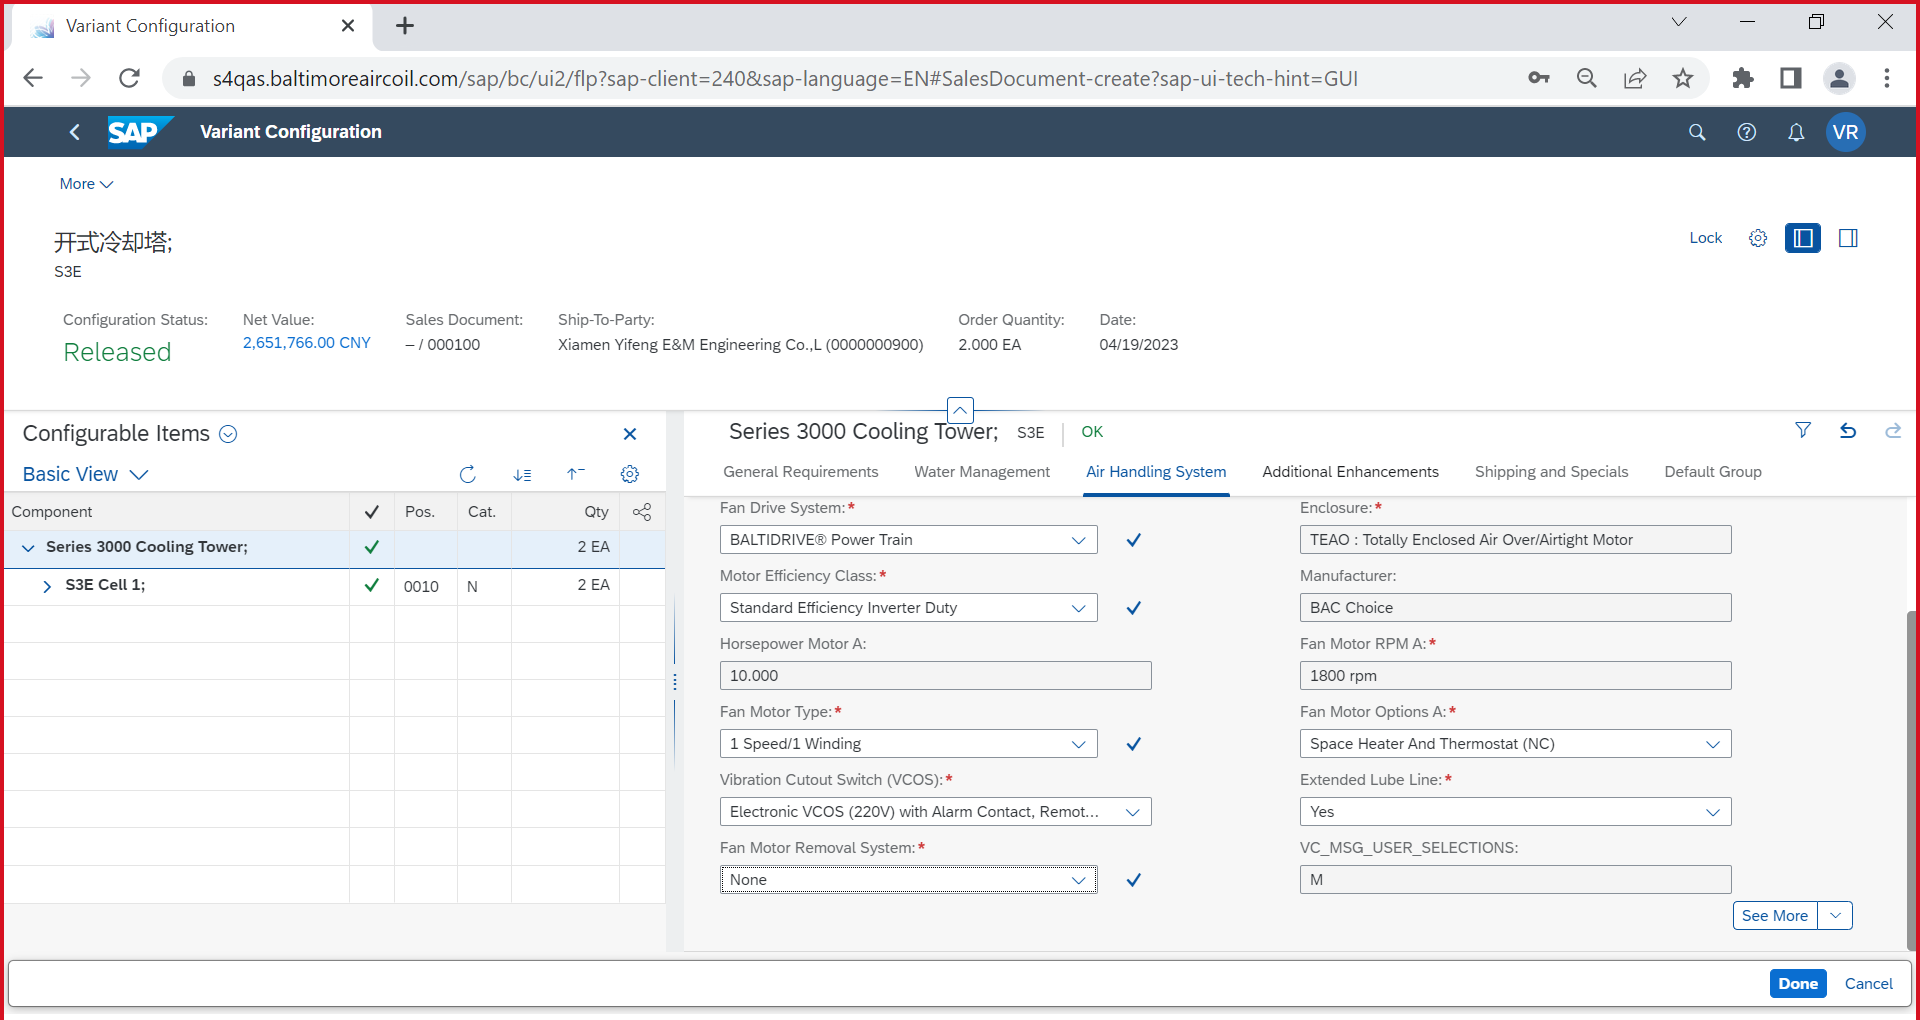 Variant Configuration
s4qas.baltimoreaircoil.com/sap/bc/ui2/flp?sap-client=240&sap-language=EN#SalesDocument-create?sap-ui-tech-hint=GUI
SAP Variant Configuration VR
More
开式冷却塔;
S3E
Lock
Configuration Status: Net Value: Sales Document: Ship-To-Party: Order Quantity: Date:
Released 2,651,766.00 CNY – / 000100 Xiamen Yifeng E&M Engineering Co.,L (0000000900) 2.000 EA 04/19/2023
Configurable Items
Basic View
Component Pos. Cat. Qty
Series 3000 Cooling Tower; 2 EA
S3E Cell 1; 0010 N 2 EA
Series 3000 Cooling Tower; S3E OK
General Requirements Water Management Air Handling System Additional Enhancements Shipping and Specials Default Group
Fan Drive System:* Enclosure:*
BALTIDRIVE® Power Train TEAO : Totally Enclosed Air Over/Airtight Motor
Motor Efficiency Class:* Manufacturer:
Standard Efficiency Inverter Duty BAC Choice
Horsepower Motor A: Fan Motor RPM A:*
10.000 1800 rpm
Fan Motor Type:* Fan Motor Options A:*
1 Speed/1 Winding Space Heater And Thermostat (NC)
Vibration Cutout Switch (VCOS):* Extended Lube Line:*
Electronic VCOS (220V) with Alarm Contact, Remot... Yes
Fan Motor Removal System:* VC_MSG_USER_SELECTIONS:
None M
See More
Done Cancel